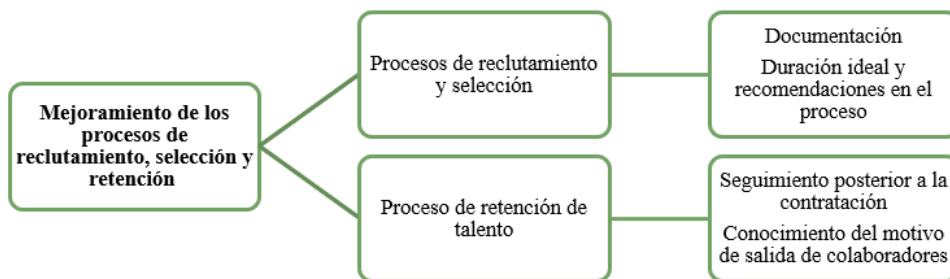 Mejoramiento de los
procesos de
reclutamiento, selección y
retención
Procesos de reclutamiento
y selección
Documentación
Duración ideal y
recomendaciones en el
proceso
Proceso de retención de
talento
Seguimiento posterior a la
contratación
Conocimiento del motivo
de salida de colaboradores